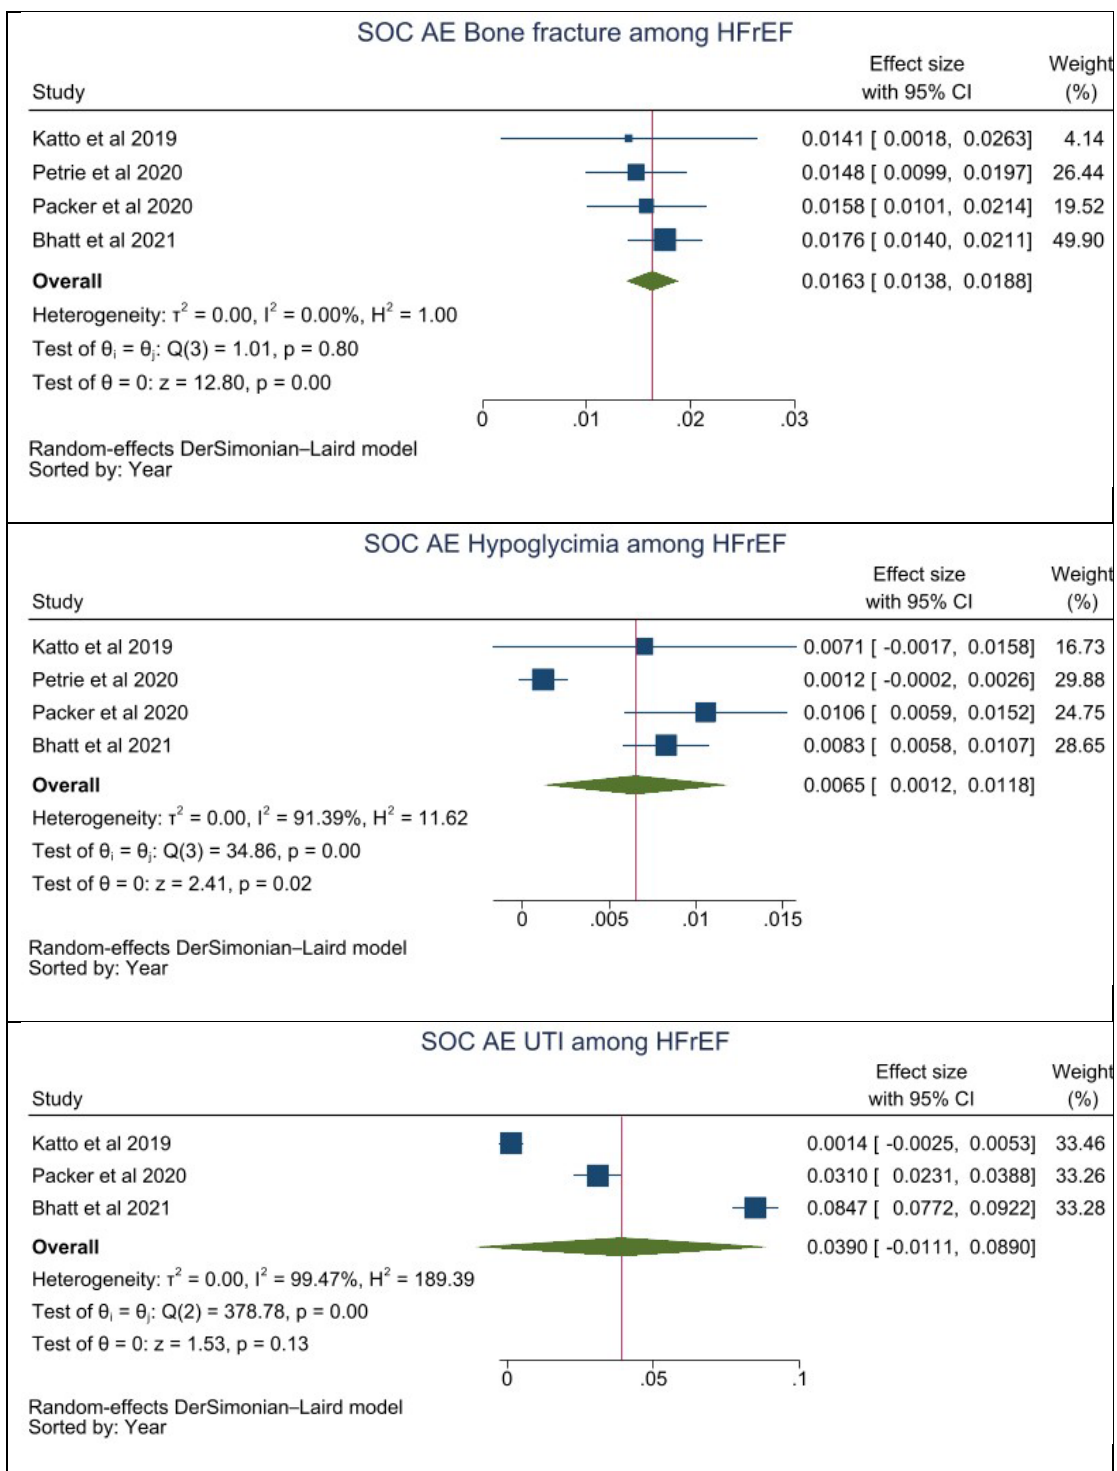 SOC AE Bone fracture among HFrEF
Effect size Weight
Study with 95% CI (%)
Katto et al 2019 0.0141 [ 0.0018, 0.0263] 4.14
Petrie et al 2020 0.0148 [ 0.0099, 0.0197] 26.44
Packer et al 2020 0.0158 [ 0.0101, 0.0214] 19.52
Bhatt et al 2021 0.0176 [ 0.0140, 0.0211] 49.90
Overall 0.0163 [ 0.0138, 0.0188]
Heterogeneity: τ² = 0.00, I² = 0.00%, H² = 1.00
Test of θᵢ = θⱼ: Q(3) = 1.01, p = 0.80
Test of θ = 0: z = 12.80, p = 0.00
0 .01 .02 .03
Random-effects DerSimonian–Laird model
Sorted by: Year
SOC AE Hypoglycimia among HFrEF
Effect size Weight
Study with 95% CI (%)
Katto et al 2019 0.0071 [ -0.0017, 0.0158] 16.73
Petrie et al 2020 0.0012 [ -0.0002, 0.0026] 29.88
Packer et al 2020 0.0106 [ 0.0059, 0.0152] 24.75
Bhatt et al 2021 0.0083 [ 0.0058, 0.0107] 28.65
Overall 0.0065 [ 0.0012, 0.0118]
Heterogeneity: τ² = 0.00, I² = 91.39%, H² = 11.62
Test of θᵢ = θⱼ: Q(3) = 34.86, p = 0.00
Test of θ = 0: z = 2.41, p = 0.02
0 .005 .01 .015
Random-effects DerSimonian–Laird model
Sorted by: Year
SOC AE UTI among HFrEF
Effect size Weight
Study with 95% CI (%)
Katto et al 2019 0.0014 [ -0.0025, 0.0053] 33.46
Packer et al 2020 0.0310 [ 0.0231, 0.0388] 33.26
Bhatt et al 2021 0.0847 [ 0.0772, 0.0922] 33.28
Overall 0.0390 [ -0.0111, 0.0890]
Heterogeneity: τ² = 0.00, I² = 99.47%, H² = 189.39
Test of θᵢ = θⱼ: Q(2) = 378.78, p = 0.00
Test of θ = 0: z = 1.53, p = 0.13
0 .05 .1
Random-effects DerSimonian–Laird model
Sorted by: Year